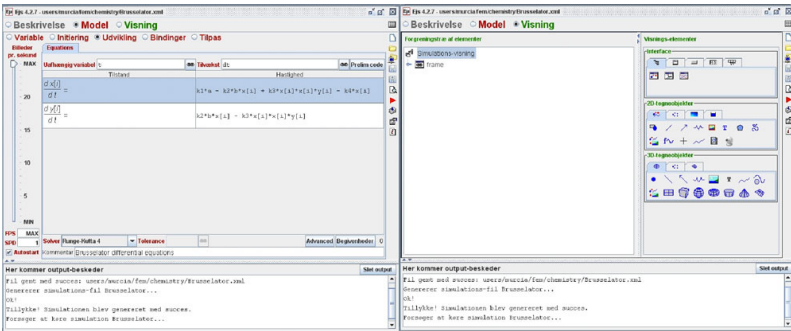 Ejs 4.2.7 - users/murcia/fem/chemistry/Brusselator.xml
Beskrivelse Model Visning
Variable Initiering Udvikling Bindinger Tilpas
Billeder pr. sekund
Equations
MAX
20
15
10
5
MIN
FPS MAX
SPD 1
Autostart
Uafhængig variabel t
Tilvækst ds
Prelim code
Tilstand Hastighed
d x[i] / d t =
k1*a - k2*b*x[i] + k3*x[i]*x[i]*y[i] - k4*x[i]
d y[i] / d t =
k2*b*x[i] - k3*x[i]*x[i]*y[i]
Solver Runge-Kutta 4 Tolerance Advanced Begivenheder 0
Kommentar Brusselator differential equations
Her kommer output-beskeder Slet output
Fil gemt med succes: users/murcia/fem/chemistry/Brusselator.xml
Genererer simulations-fil Brusselator...
Ok!
Tillykke! Simulationen blev genereret med succes.
Forsøger at køre simulation Brusselator...
Ejs 4.2.7 - users/murcia/fem/chemistry/Brusselator.xml
Beskrivelse Model Visning
Forgreningstræ af elementer
Simulations-visning
frame
Visnings-elementer
Interface
2D-tegneobjekter
3D-tegneobjekter
Her kommer output-beskeder Slet output
Fil gemt med succes: users/murcia/fem/chemistry/Brusselator.xml
Genererer simulations-fil Brusselator...
Ok!
Tillykke! Simulationen blev genereret med succes.
Forsøger at køre simulation Brusselator...